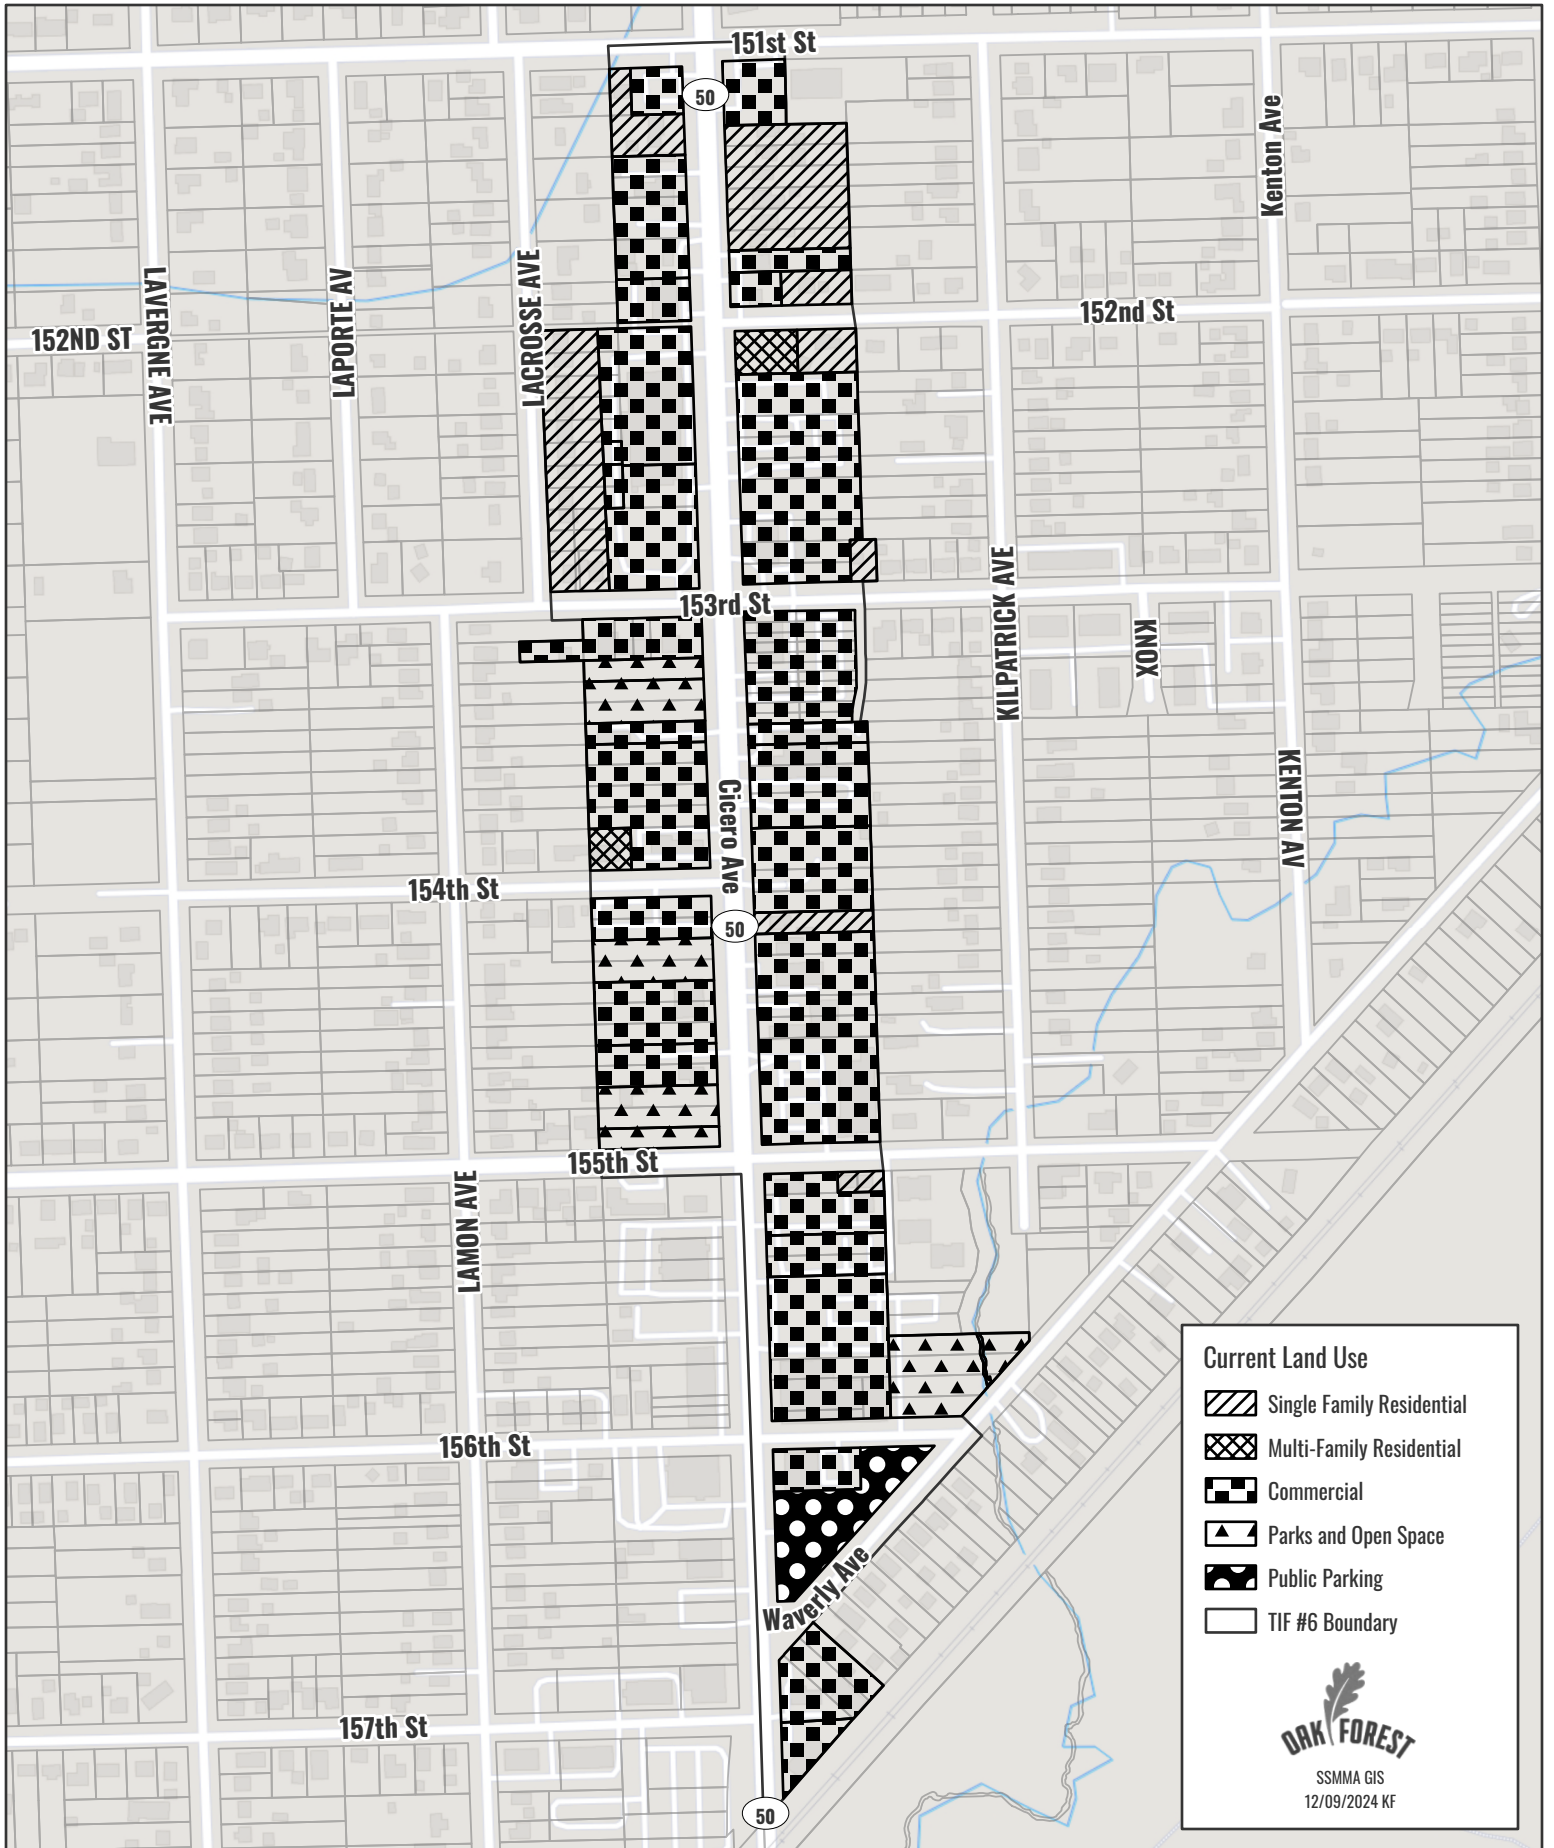 151st St
50
Kenton Ave
LAVERGNE AVE
LAPORTE AV
LACROSSE AVE
152ND ST
152nd St
153rd St
KILPATRICK AVE
KNOX
Cicero Ave
KENTON AV
154th St
50
155th St
LAMON AVE
156th St
Waverly Ave
157th St
50
Current Land Use
Single Family Residential
Multi-Family Residential
Commercial
Parks and Open Space
Public Parking
TIF #6 Boundary
OAK FOREST
SSMMA GIS
12/09/2024 KF